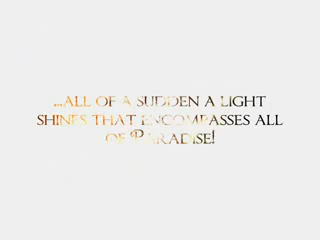 ...ALL OF A SUDDEN A LIGHT
SHINES THAT ENCOMPASSES ALL
OF PARADISE!